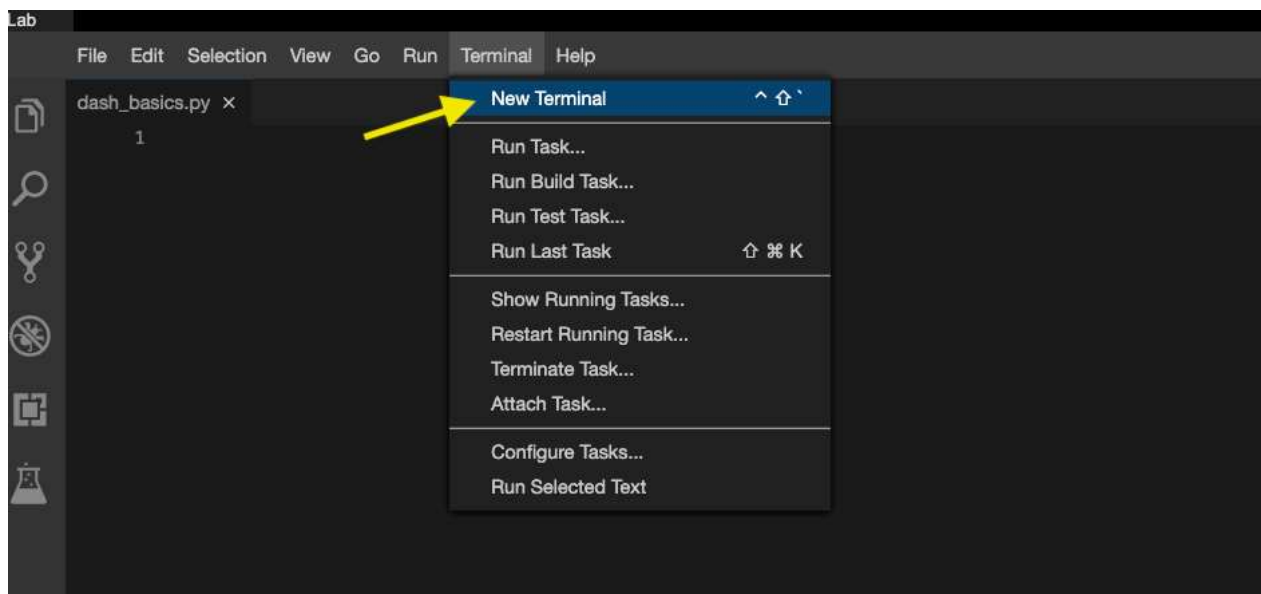 Lab
File Edit Selection View Go Run Terminal Help
dash_basics.py ×
1
New Terminal ^ ⇧ `
Run Task...
Run Build Task...
Run Test Task...
Run Last Task ⇧ ⌘ K
Show Running Tasks...
Restart Running Task...
Terminate Task...
Attach Task...
Configure Tasks...
Run Selected Text